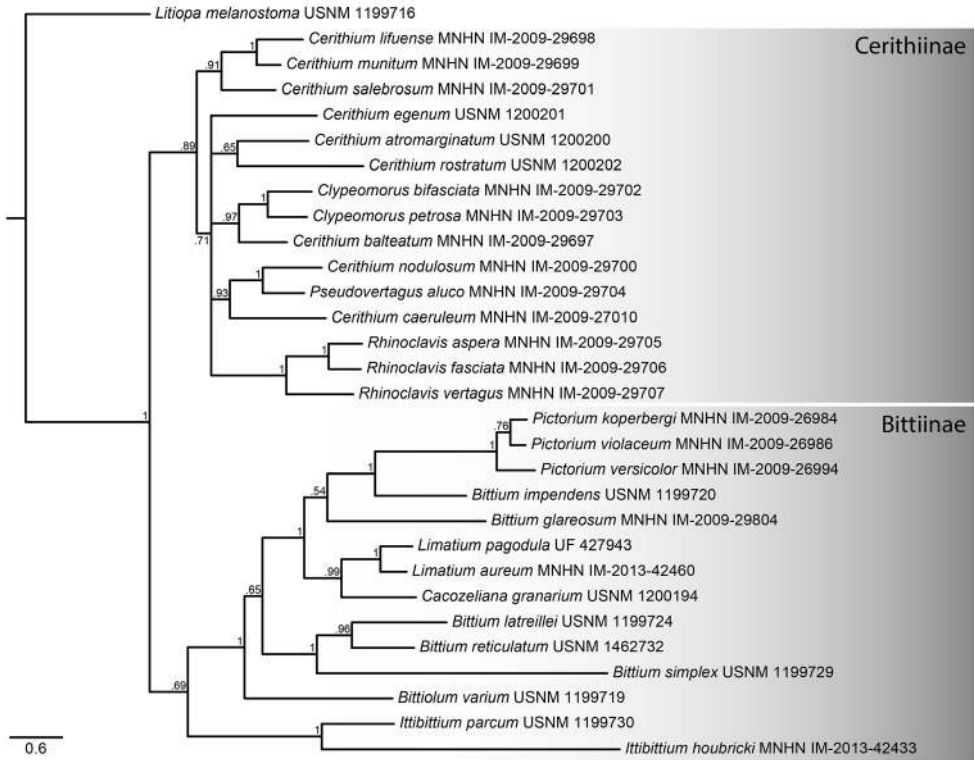 Litiopa melanostoma USNM 1199716
Cerithium lifuense MNHN IM-2009-29698
Cerithiinae
1
Cerithium munitum MNHN IM-2009-29699
.91
Cerithium salebrosum MNHN IM-2009-29701
Cerithium egenum USNM 1200201
Cerithium atromarginatum USNM 1200200
.89
.65
Cerithium rostratum USNM 1200202
Clypeomorus bifasciata MNHN IM-2009-29702
1
Clypeomorus petrosa MNHN IM-2009-29703
.97
.71
Cerithium balteatum MNHN IM-2009-29697
Cerithium nodulosum MNHN IM-2009-29700
1
Pseudovertagus aluco MNHN IM-2009-29704
.93
Cerithium caeruleum MNHN IM-2009-27010
Rhinoclavis aspera MNHN IM-2009-29705
1
Rhinoclavis fasciata MNHN IM-2009-29706
1
Rhinoclavis vertagus MNHN IM-2009-29707
1
Pictorium koperbergi MNHN IM-2009-26984
Bittiinae
.76
Pictorium violaceum MNHN IM-2009-26986
1
Pictorium versicolor MNHN IM-2009-26994
1
Bittium impendens USNM 1199720
.54
Bittium glareosum MNHN IM-2009-29804
1
Limatium pagodula UF 427943
1
Limatium aureum MNHN IM-2013-42460
.99
Cacozeliana granarium USNM 1200194
.65
Bittium latreillei USNM 1199724
.96
Bittium reticulatum USNM 1462732
1
1
Bittium simplex USNM 1199729
.69
Bittiolum varium USNM 1199719
Ittibittium parcum USNM 1199730
1
Ittibittium houbricki MNHN IM-2013-42433
0.6